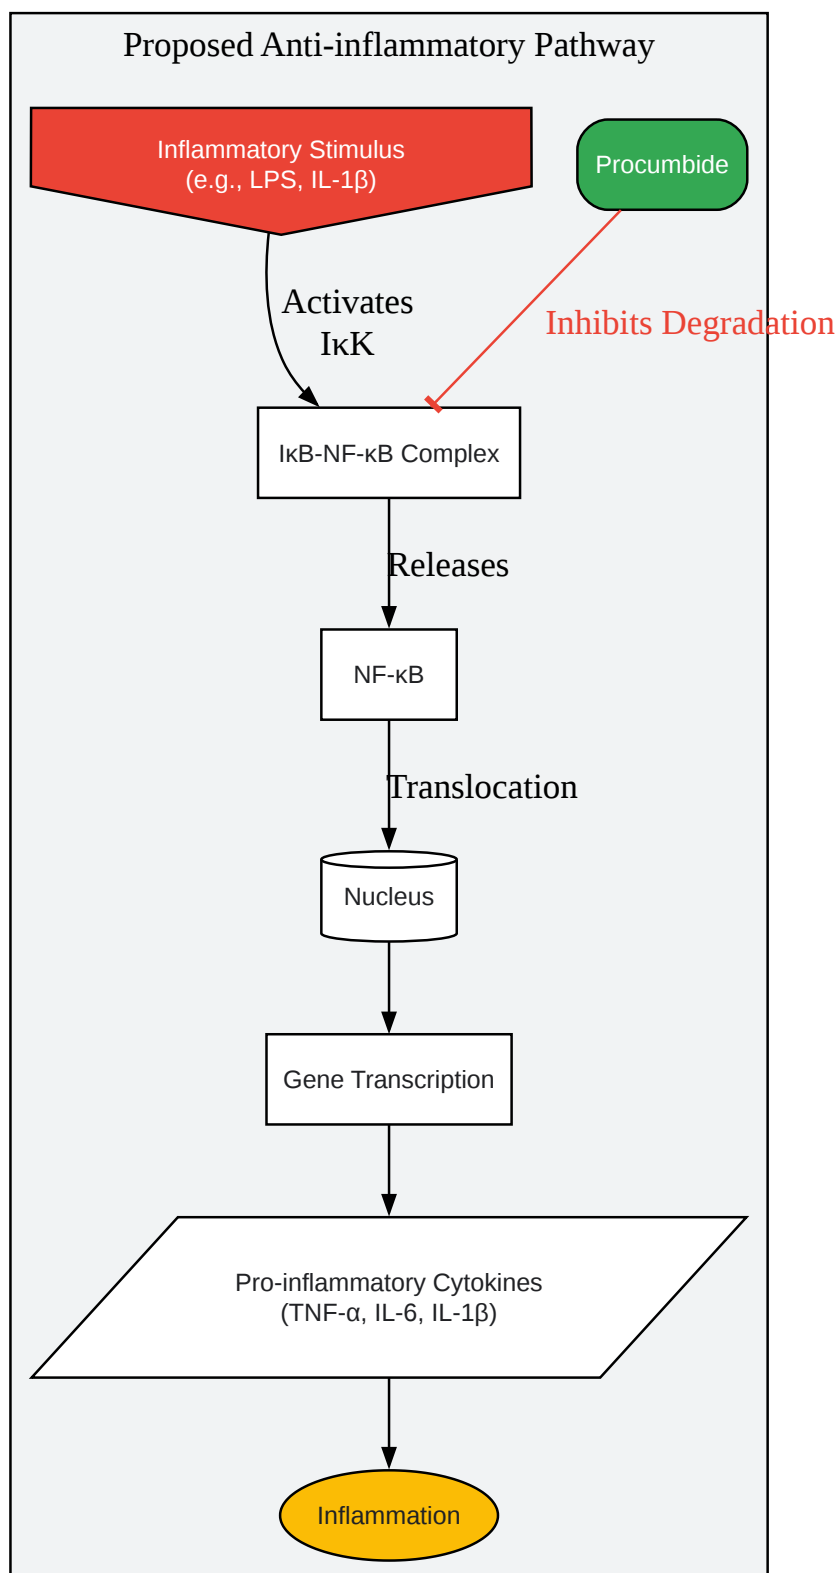 Proposed Anti-inflammatory Pathway
Inflammatory Stimulus
(e.g., LPS, IL-1β)
Procumbide
Activates
IκK
Inhibits Degradation
IκB-NF-κB Complex
Releases
NF-κB
Translocation
Nucleus
Gene Transcription
Pro-inflammatory Cytokines
(TNF-α, IL-6, IL-1β)
Inflammation